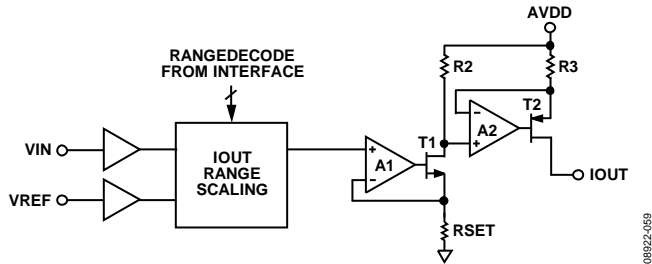 AVDD
RANGEDECODE
FROM INTERFACE
R2
R3
T2
VIN
IOUT
RANGE
SCALING
VREF
+
A1
–
T1
–
A2
+
IOUT
RSET
08922-059